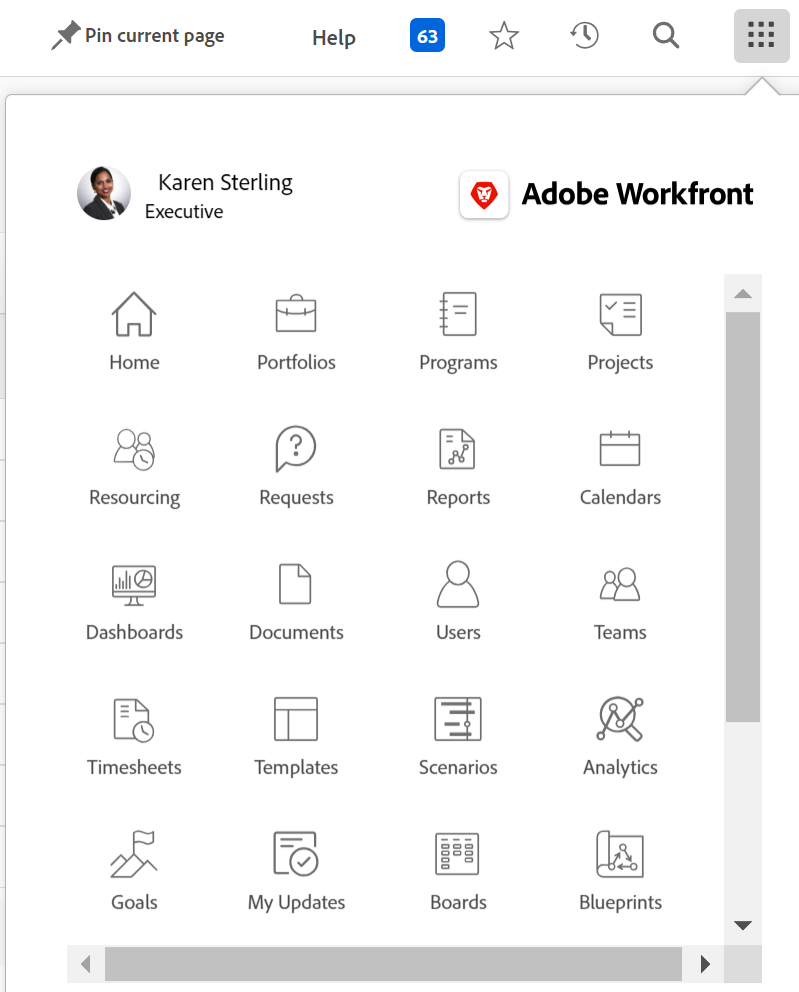 Pin current page Help 63
Karen Sterling
Executive
Adobe Workfront
Home Portfolios Programs Projects
Resourcing Requests Reports Calendars
Dashboards Documents Users Teams
Timesheets Templates Scenarios Analytics
Goals My Updates Boards Blueprints